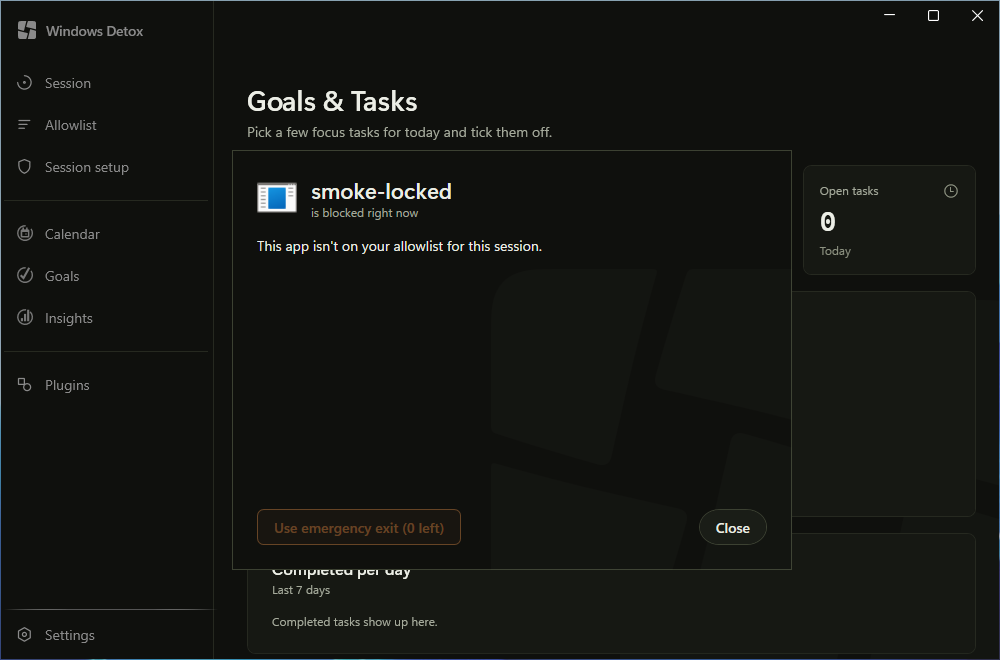 Windows Detox
Session
Allowlist
Session setup
Calendar
Goals
Insights
Plugins
Settings
Goals & Tasks
Pick a few focus tasks for today and tick them off.
smoke-locked
is blocked right now
This app isn't on your allowlist for this session.
Use emergency exit (0 left)
Close
Open tasks
0
Today
Completed per day
Last 7 days
Completed tasks show up here.